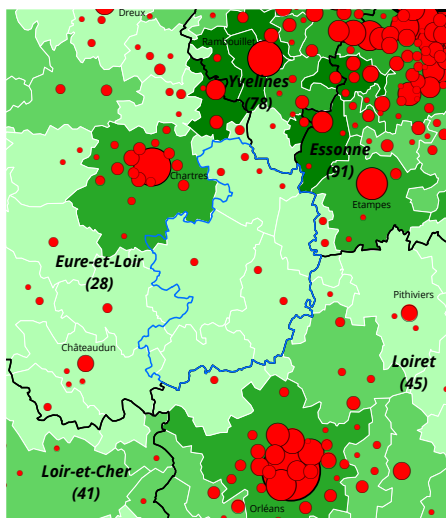 Dreux
Rambouillet
Yvelines
(78)
Essonne
(91)
Chartres
Etampes
Eure-et-Loir
(28)
Pithiviers
Châteaudun
Loiret
(45)
Loir-et-Cher
(41)
Orléans